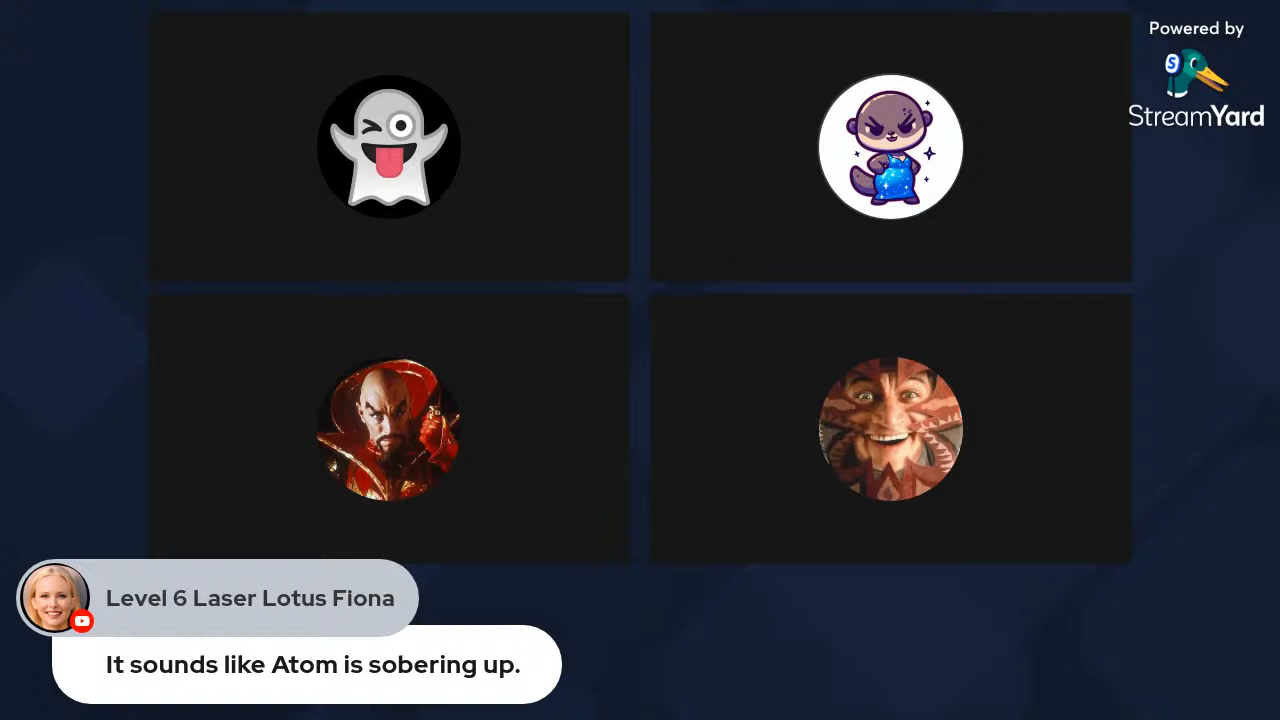 Powered by
StreamYard
Level 6 Laser Lotus Fiona
It sounds like Atom is sobering up.